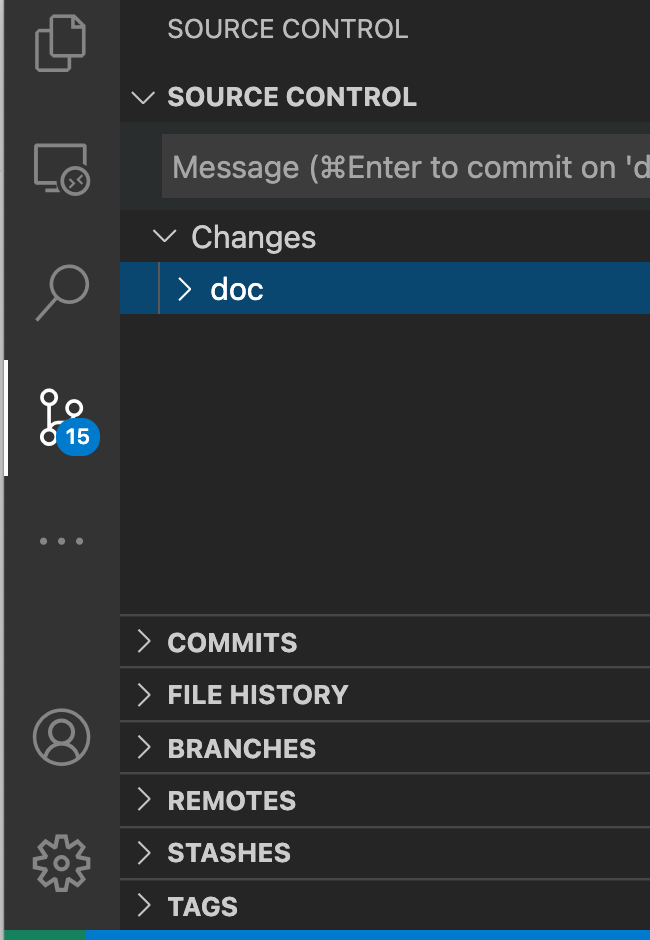 SOURCE CONTROL
SOURCE CONTROL
Message (⌘Enter to commit on 'd
Changes
doc
15
COMMITS
FILE HISTORY
BRANCHES
REMOTES
STASHES
TAGS